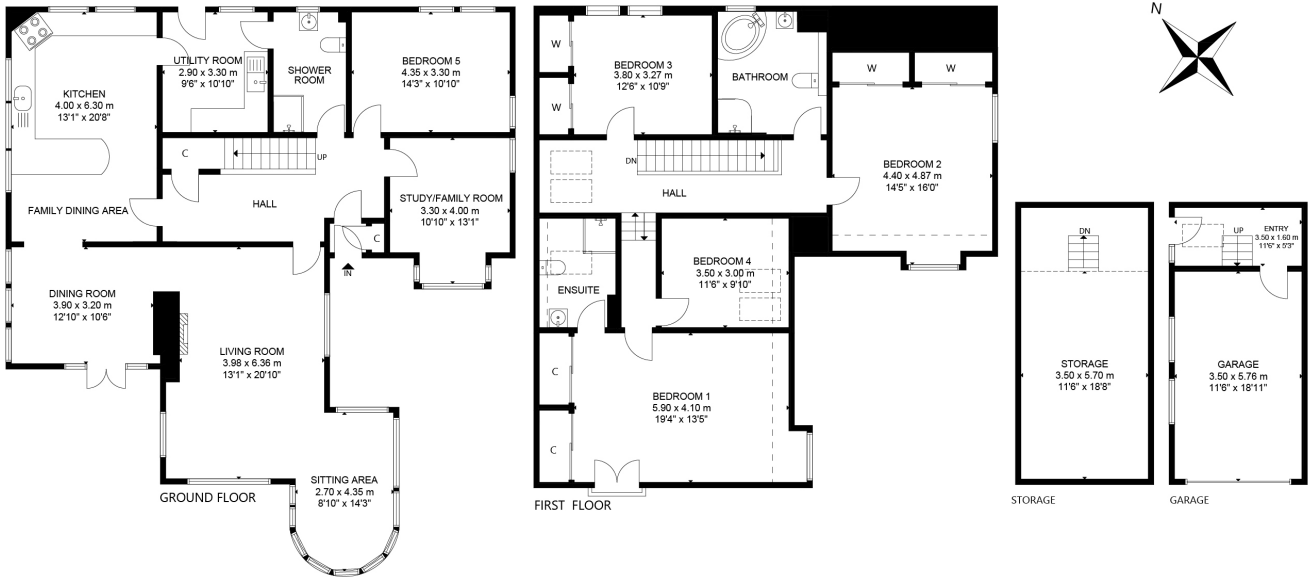 KITCHEN
4.00 x 6.30 m
13'1" x 20'8"
UTILITY ROOM
2.90 x 3.30 m
9'6" x 10'10"
SHOWER
ROOM
BEDROOM 5
4.35 x 3.30 m
14'3" x 10'10"
C
UP
HALL
FAMILY DINING AREA
STUDY/FAMILY ROOM
3.30 x 4.00 m
10'10" x 13'1"
C
IN
DINING ROOM
3.90 x 3.20 m
12'10" x 10'6"
LIVING ROOM
3.98 x 6.36 m
13'1" x 20'10"
SITTING AREA
2.70 x 4.35 m
8'10" x 14'3"
GROUND FLOOR
W
W
BEDROOM 3
3.80 x 3.27 m
12'6" x 10'9"
BATHROOM
W
W
BEDROOM 2
4.40 x 4.87 m
14'5" x 16'0"
DN
HALL
ENSUITE
BEDROOM 4
3.50 x 3.00 m
11'6" x 9'10"
C
C
BEDROOM 1
5.90 x 4.10 m
19'4" x 13'5"
FIRST FLOOR
N
DN
STORAGE
3.50 x 5.70 m
11'6" x 18'8"
STORAGE
UP
ENTRY
3.50 x 1.60 m
11'6" x 5'3"
GARAGE
3.50 x 5.76 m
11'6" x 18'11"
GARAGE